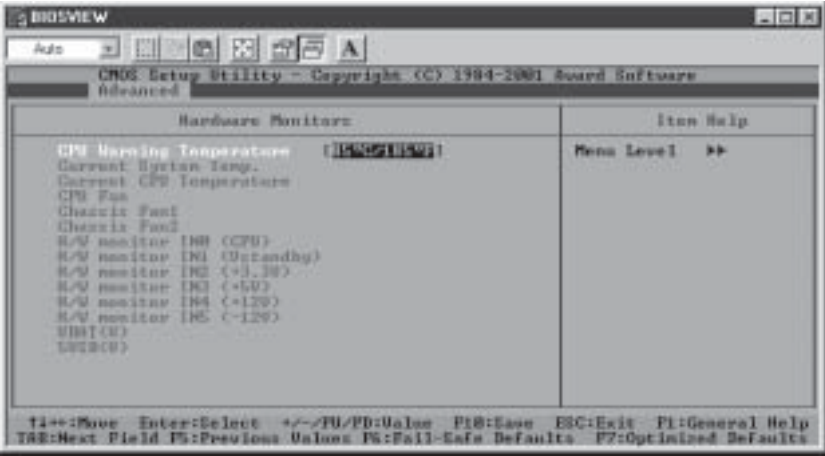 BIOSVIEW
Auto
A
CMOS Setup Utility - Copyright (C) 1984-2001 Award Software
Advanced
Hardware Monitors
Item Help
CPU Warning Temperature [85°C/185°F]
Menu Level ▶▶
Current System Temp.
Current CPU Temperature
CPU Fan
Chassis Fan1
Chassis Fan2
H/W monitor IN0 (CPU)
H/W monitor IN1 (Vstandby)
H/W monitor IN2 (+3.3V)
H/W monitor IN3 (+5V)
H/W monitor IN4 (+12V)
H/W monitor IN5 (-12V)
VBAT(V)
5VSB(V)
↑↓←→:Move Enter:Select +/-/PU/PD:Value F10:Save ESC:Exit F1:General Help
TAB:Next Field F5:Previous Values F6:Fail-Safe Defaults F7:Optimized Defaults